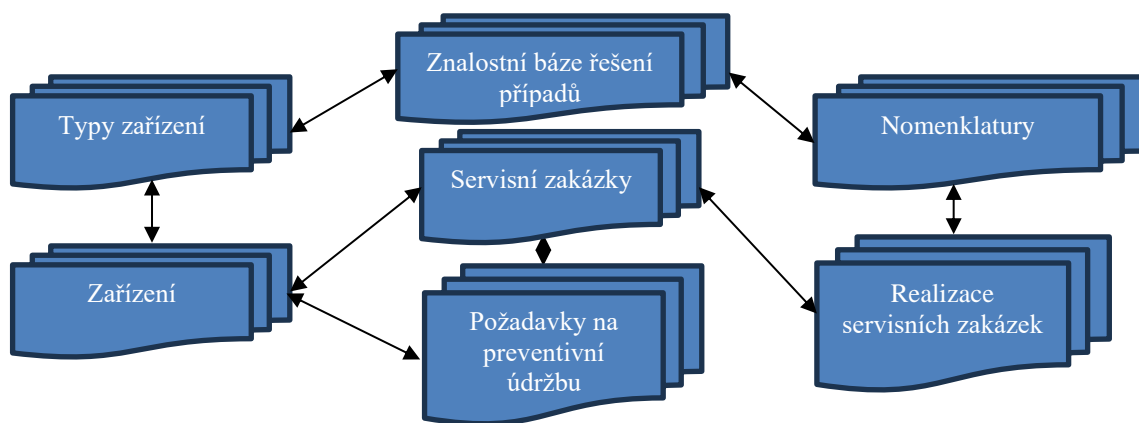 Znalostní báze řešení
případů
Typy zařízení
Nomenklatury
Servisní zakázky
Zařízení
Požadavky na
preventivní
údržbu
Realizace
servisních zakázek